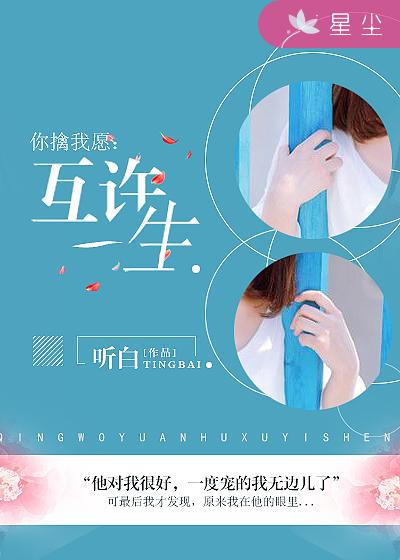 星尘
你擒我愿：
互许
一生.
听白 [作品]
TINGBAI.
QINGWOYUANHUXUYISHEN
“他对我很好，一度宠的我无边儿了”
可最后我才发现，原来我在他的眼里...